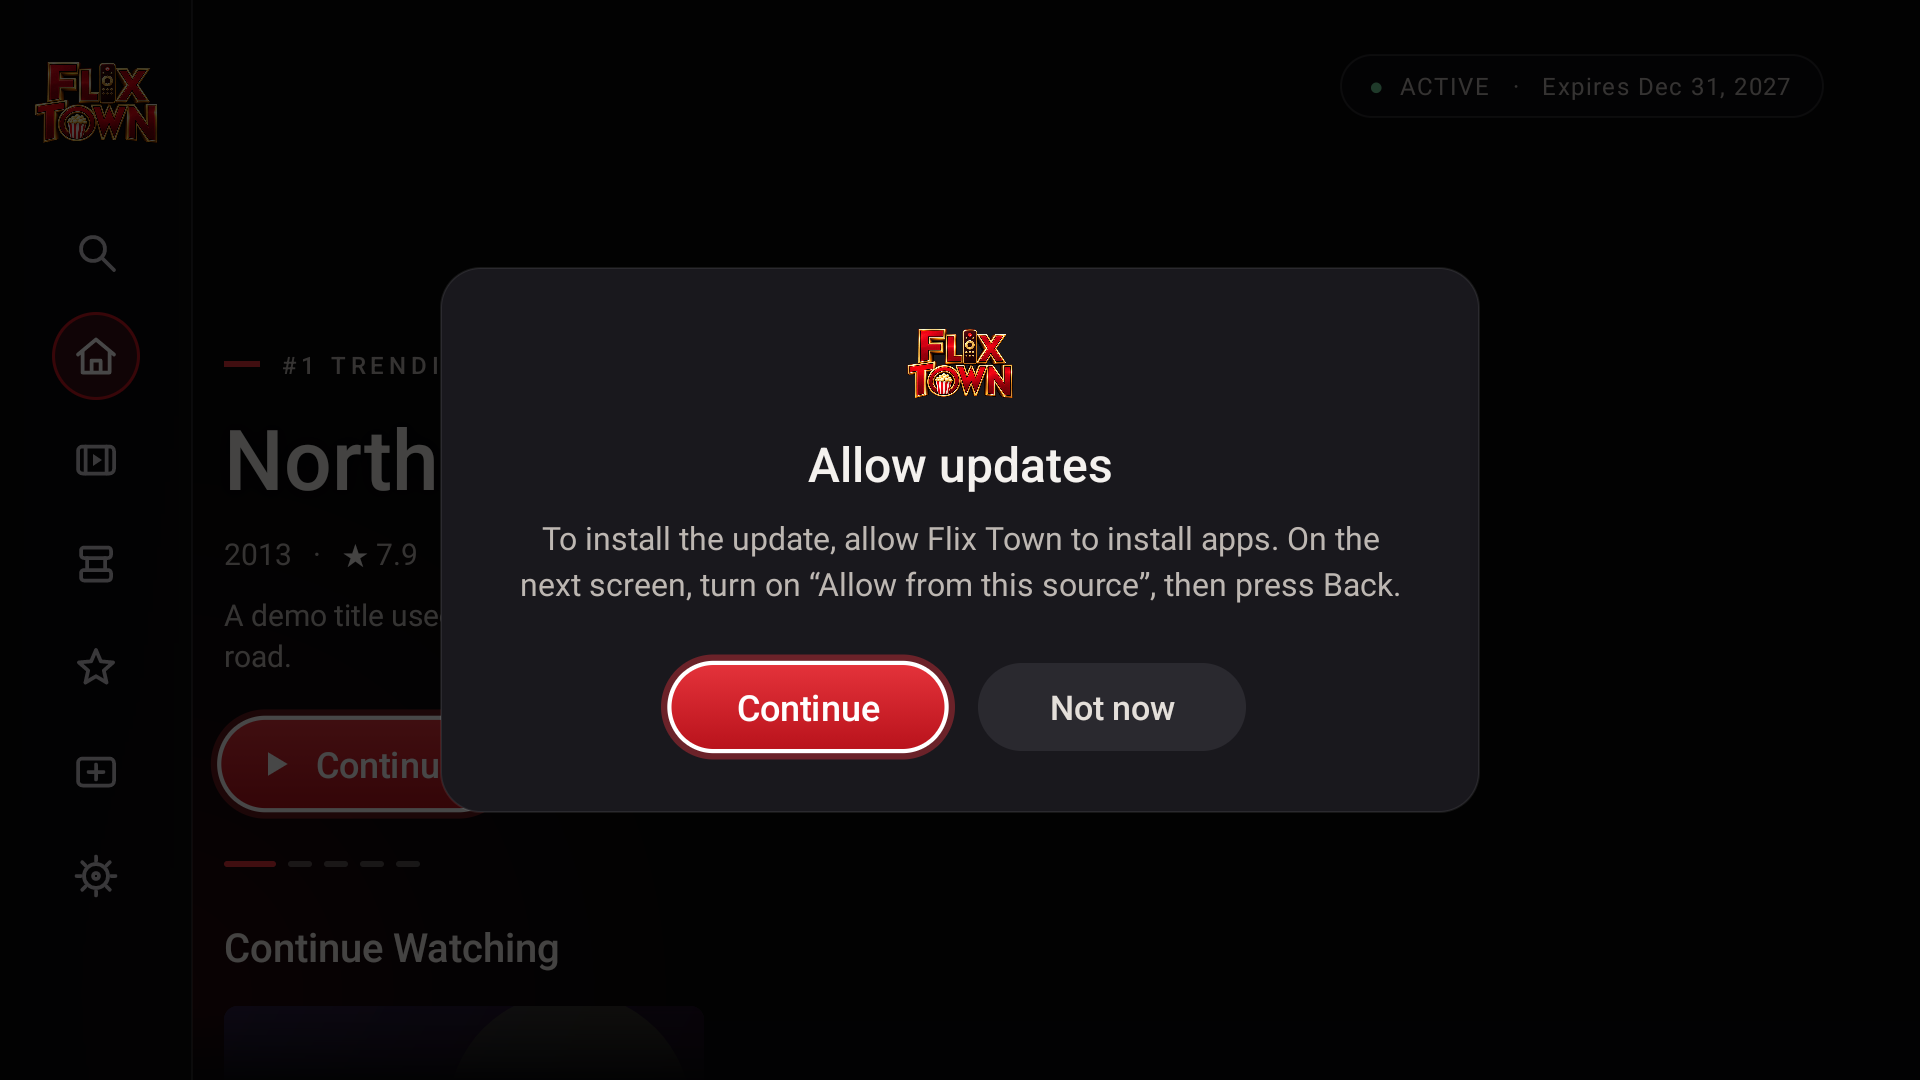 FLIX
TOWN
ACTIVE · Expires Dec 31, 2027
#1 TRENDI
North
2013 · ★ 7.9
A demo title use
road.
Continu
Continue Watching
FLIX
TOWN
Allow updates
To install the update, allow Flix Town to install apps. On the
next screen, turn on “Allow from this source”, then press Back.
Continue
Not now